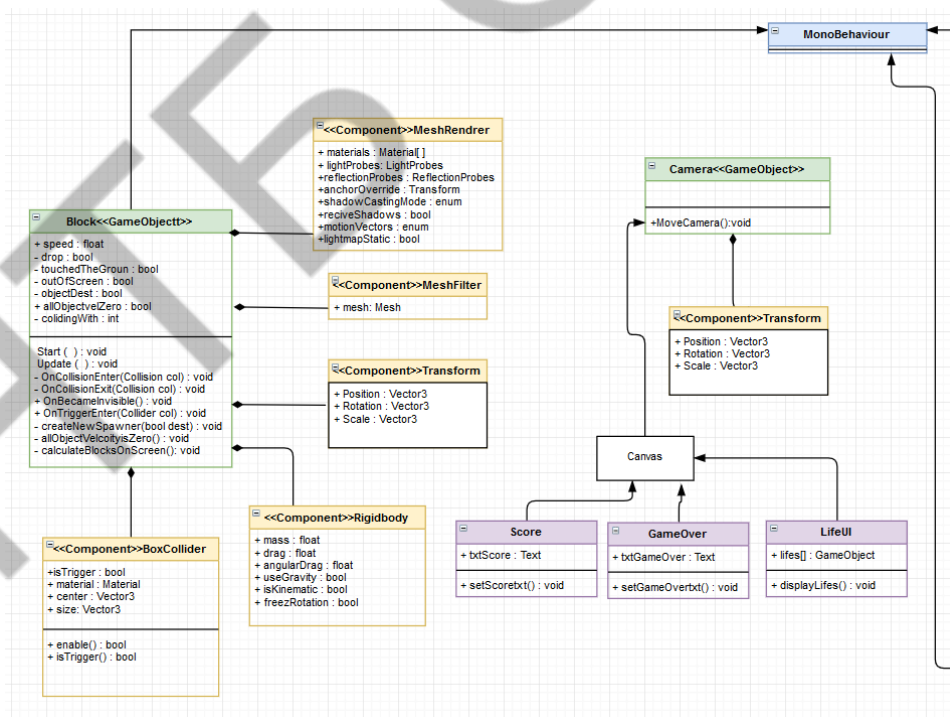 MonoBehaviour
<<Component>>MeshRendrer
+ materials : Material[ ]
+ lightProbes: LightProbes
+reflectionProbes : ReflectionProbes
+anchorOverride : Transform
+shadowCastingMode : enum
+reciveShadows : bool
+motionVectors : enum
+lightmapStatic : bool
Camera<<GameObject>>
+MoveCamera():void
Block<<GameObjectt>>
+ speed : float
- drop : bool
- touchedTheGroun : bool
- outOfScreen : bool
- objectDest : bool
+ allObjectvelZero : bool
- colidingWith : int
Start ( ) : void
Update ( ) : void
- OnCollisionEnter(Collision col) : void
- OnCollisionExit(Collision col) : void
+ OnBecameInvisible() : void
+ OnTriggerEnter(Collider col) : void
- createNewSpawner(bool dest) : void
- allObjectVelcoityisZero() : void
- calculateBlocksOnScreen(): void
<<Component>>MeshFilter
+ mesh: Mesh
<<Component>>Transform
+ Position : Vector3
+ Rotation : Vector3
+ Scale : Vector3
<<Component>>Transform
+ Position : Vector3
+ Rotation : Vector3
+ Scale : Vector3
Canvas
<<Component>>BoxCollider
+isTrigger : bool
+ material : Material
+ center : Vector3
+ size: Vector3
+ enable() : bool
+ isTrigger() : bool
<<Component>>Rigidbody
+ mass : float
+ drag : float
+ angularDrag : float
+ useGravity : bool
+ isKinematic : bool
+ freezRotation : bool
Score
+ txtScore : Text
+ setScoretxt() : void
GameOver
+ txtGameOver : Text
+ setGameOvertxt() : void
LifeUI
+ lifes[] : GameObject
+ displayLifes() : void